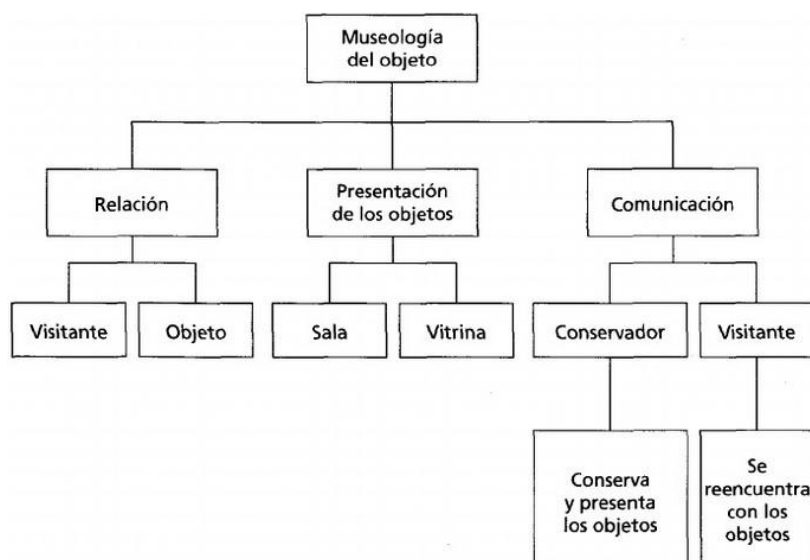 Museología
del objeto
Relación
Presentación
de los objetos
Comunicación
Visitante
Objeto
Sala
Vitrina
Conservador
Visitante
Conserva
y presenta
los objetos
Se
reencuentra
con los
objetos